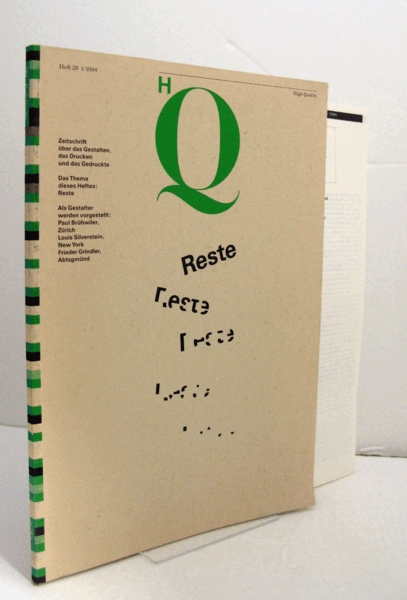 Heft 28 1/1994
H
Q
High Quality
Zeitschrift
über das Gestalten,
das Drucken
und das Gedruckte
Das Thema
dieses Heftes:
Reste
Als Gestalter
werden vorgestellt:
Paul Brühwiler,
Zürich
Louis Silverstein,
New York
Frieder Grindler,
Abtsgmünd
Reste
Reste